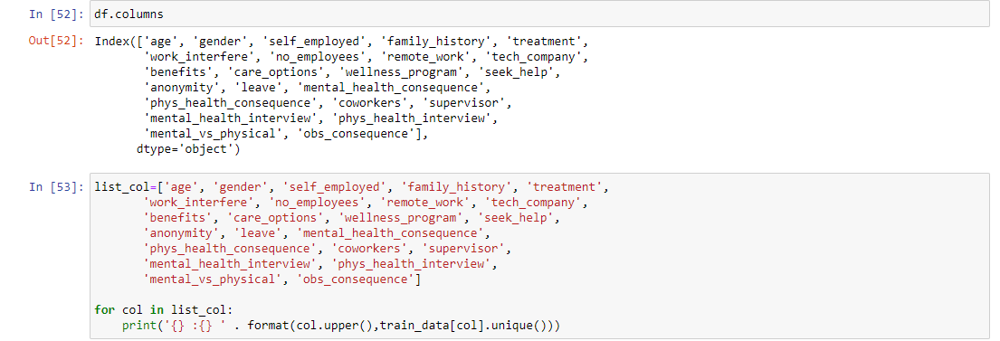 In [52]: df.columns
Out[52]: Index(['age', 'gender', 'self_employed', 'family_history', 'treatment',
'work_interfere', 'no_employees', 'remote_work', 'tech_company',
'benefits', 'care_options', 'wellness_program', 'seek_help',
'anonymity', 'leave', 'mental_health_consequence',
'phys_health_consequence', 'coworkers', 'supervisor',
'mental_health_interview', 'phys_health_interview',
'mental_vs_physical', 'obs_consequence'],
dtype='object')
In [53]: list_col=['age', 'gender', 'self_employed', 'family_history', 'treatment',
'work_interfere', 'no_employees', 'remote_work', 'tech_company',
'benefits', 'care_options', 'wellness_program', 'seek_help',
'anonymity', 'leave', 'mental_health_consequence',
'phys_health_consequence', 'coworkers', 'supervisor',
'mental_health_interview', 'phys_health_interview',
'mental_vs_physical', 'obs_consequence']
for col in list_col:
print('{} :{} ' . format(col.upper(),train_data[col].unique()))